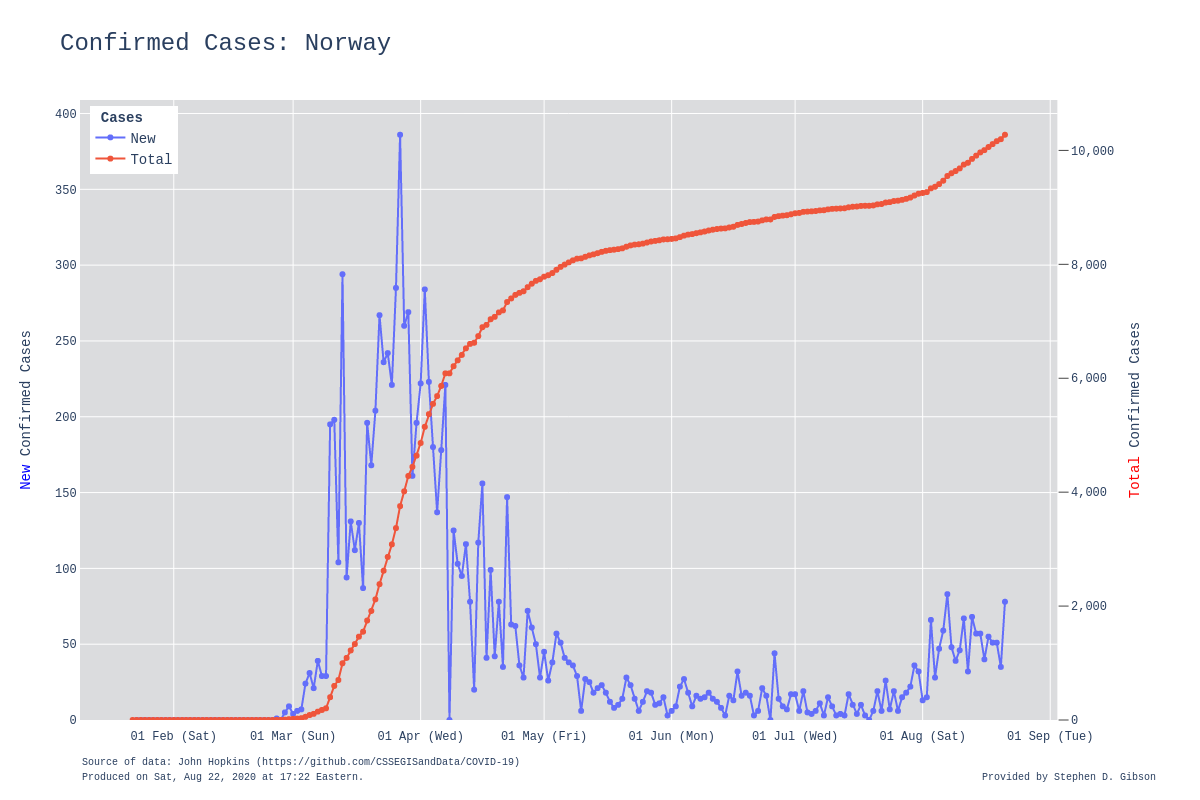 Confirmed Cases: Norway
Cases
New
Total
400
350
300
250
200
150
100
50
0
10,000
8,000
6,000
4,000
2,000
0
New Confirmed Cases
Total Confirmed Cases
01 Feb (Sat)
01 Mar (Sun)
01 Apr (Wed)
01 May (Fri)
01 Jun (Mon)
01 Jul (Wed)
01 Aug (Sat)
01 Sep (Tue)
Source of data: John Hopkins (https://github.com/CSSEGISandData/COVID-19)
Produced on Sat, Aug 22, 2020 at 17:22 Eastern.
Provided by Stephen D. Gibson